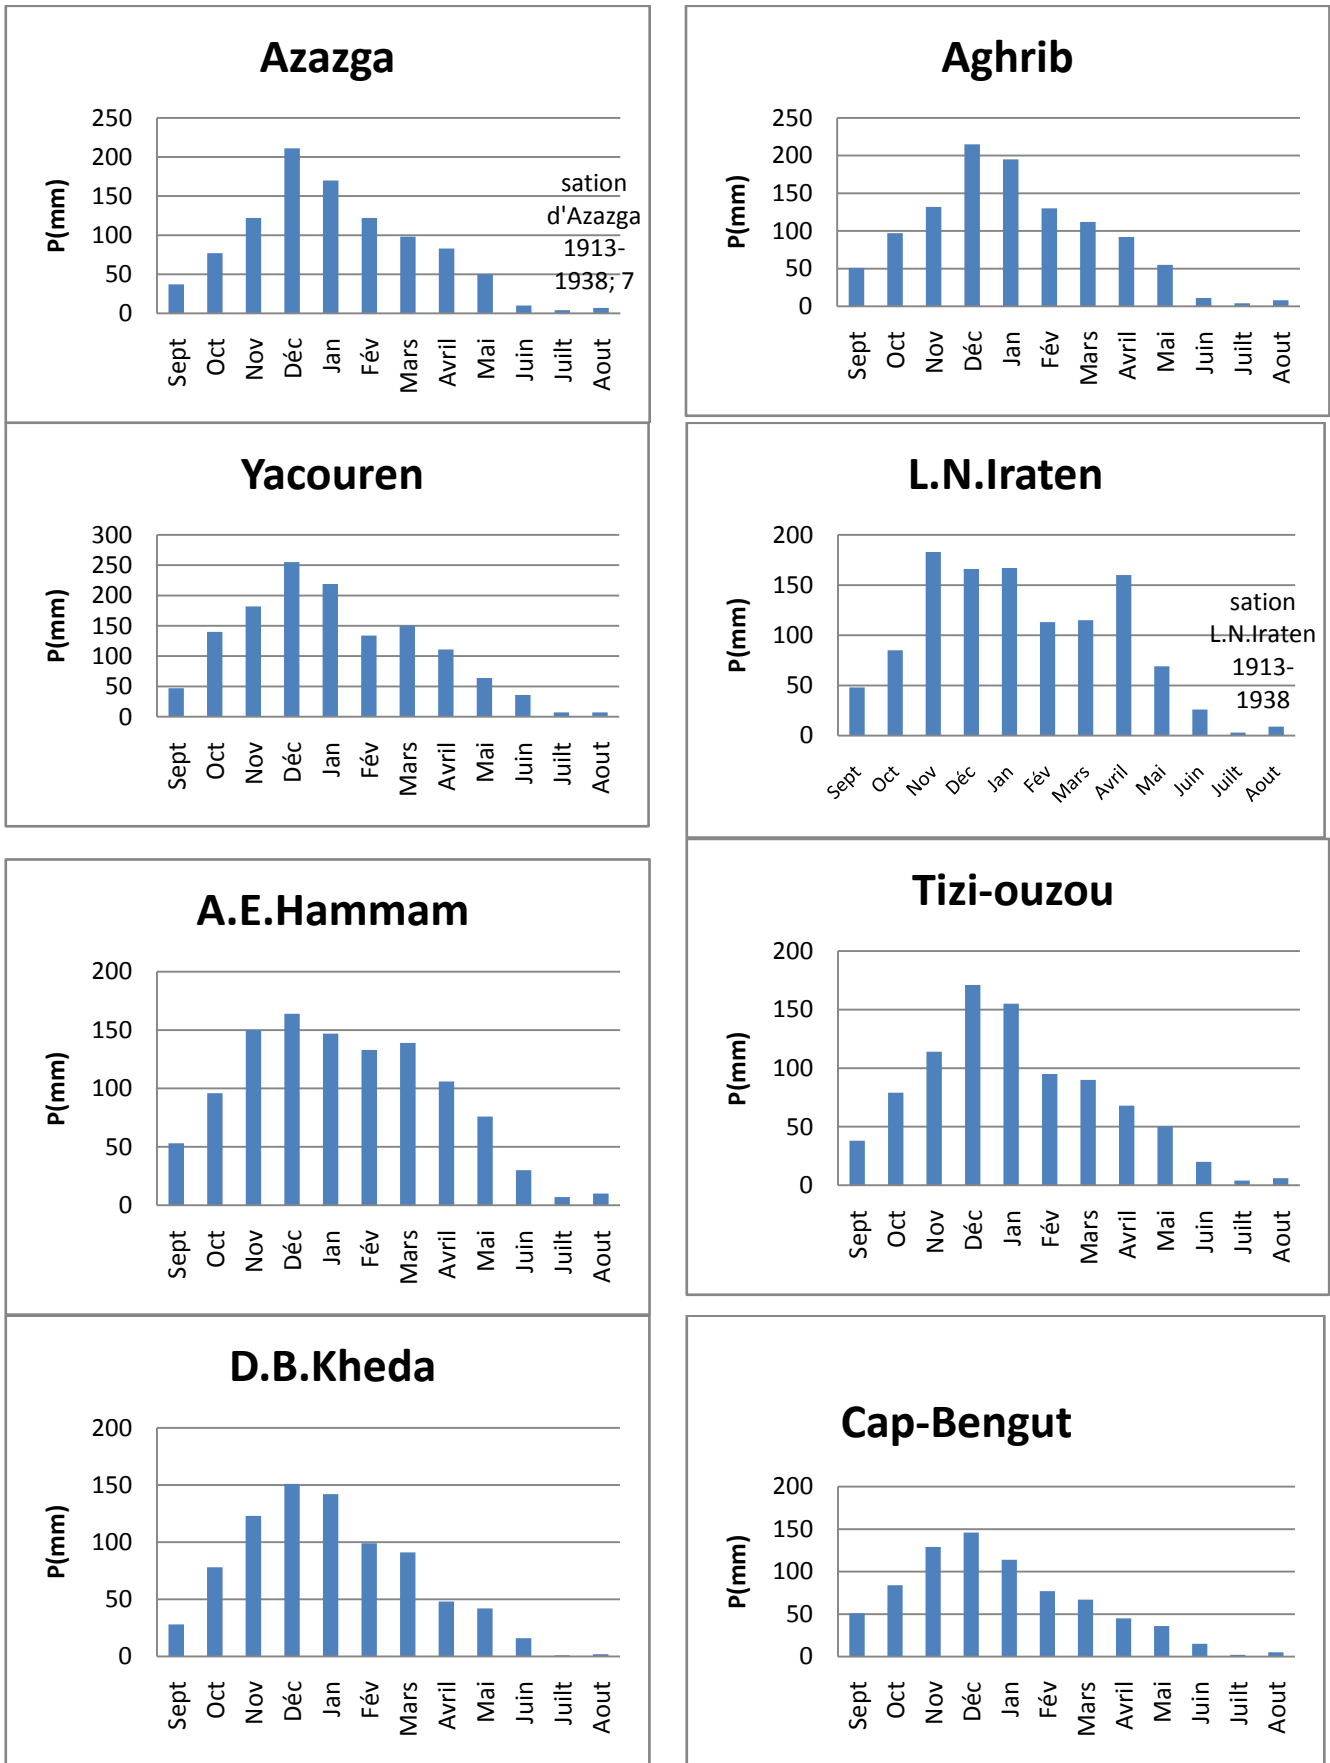 Azazga
250
200
150
100
50
0
P(mm)
sation
d'Azazga
1913-
1938; 7
Sept
Oct
Nov
Déc
Jan
Fév
Mars
Avril
Mai
Juin
Juilt
Aout
Aghrib
250
200
150
100
50
0
P(mm)
Sept
Oct
Nov
Déc
Jan
Fév
Mars
Avril
Mai
Juin
Juilt
Aout
Yacouren
300
250
200
150
100
50
0
P(mm)
Sept
Oct
Nov
Déc
Jan
Fév
Mars
Avril
Mai
Juin
Juilt
Aout
L.N.Iraten
200
150
100
50
0
P(mm)
sation
L.N.Iraten
1913-
1938
Sept
Oct
Nov
Déc
Jan
Fév
Mars
Avril
Mai
Juin
Juilt
Aout
A.E.Hammam
200
150
100
50
0
P(mm)
Sept
Oct
Nov
Déc
Jan
Fév
Mars
Avril
Mai
Juin
Juilt
Aout
Tizi-ouzou
200
150
100
50
0
P(mm)
Sept
Oct
Nov
Déc
Jan
Fév
Mars
Avril
Mai
Juin
Juilt
Aout
D.B.Kheda
200
150
100
50
0
P(mm)
Sept
Oct
Nov
Déc
Jan
Fév
Mars
Avril
Mai
Juin
Juilt
Aout
Cap-Bengut
200
150
100
50
0
P(mm)
Sept
Oct
Nov
Déc
Jan
Fév
Mars
Avril
Mai
Juin
Juilt
Aout